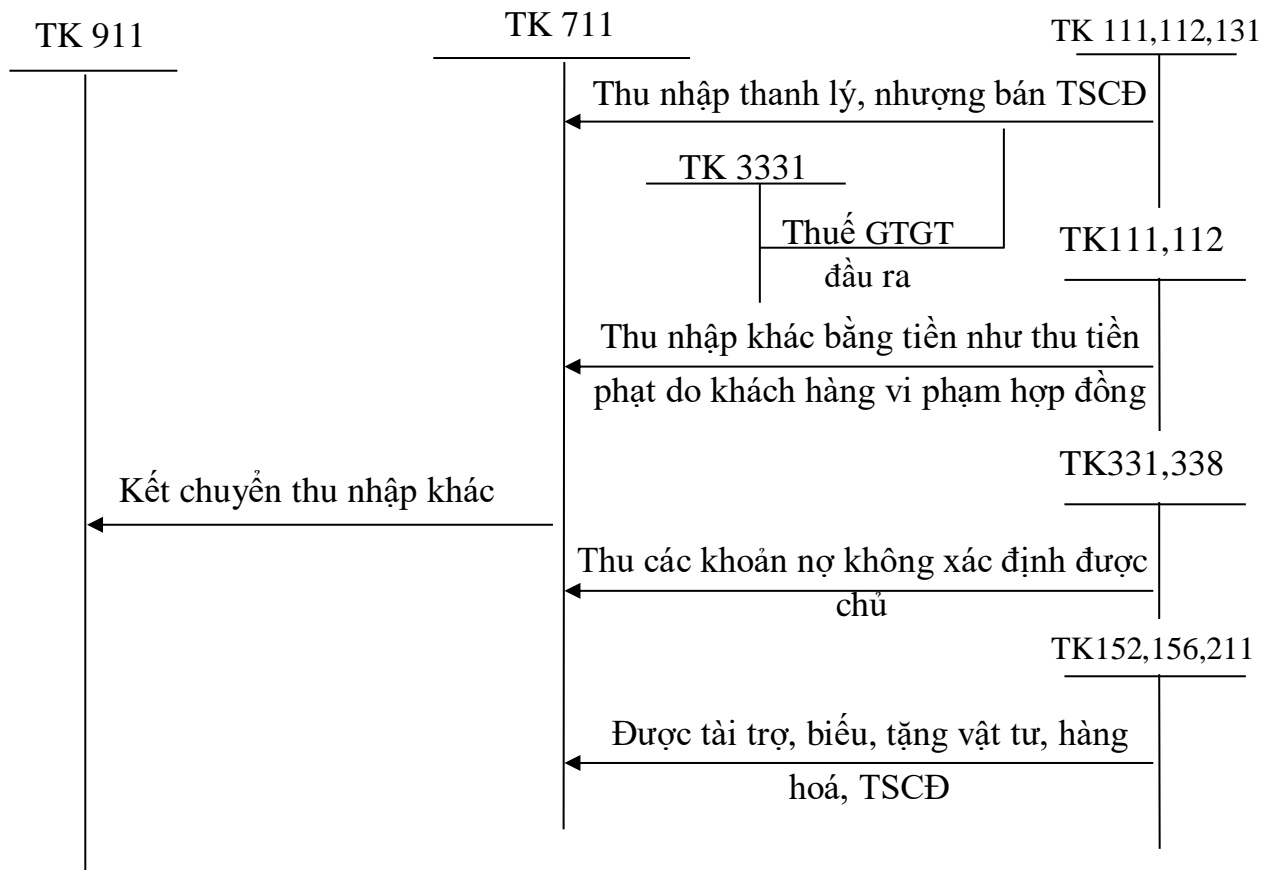 TK 911
TK 711
TK 111,112,131
Thu nhập thanh lý, nhượng bán TSCĐ
TK 3331
Thuế GTGT
đầu ra
TK111,112
Thu nhập khác bằng tiền như thu tiền
phạt do khách hàng vi phạm hợp đồng
TK331,338
Kết chuyển thu nhập khác
Thu các khoản nợ không xác định được
chủ
TK152,156,211
Được tài trợ, biếu, tặng vật tư, hàng
hoá, TSCĐ